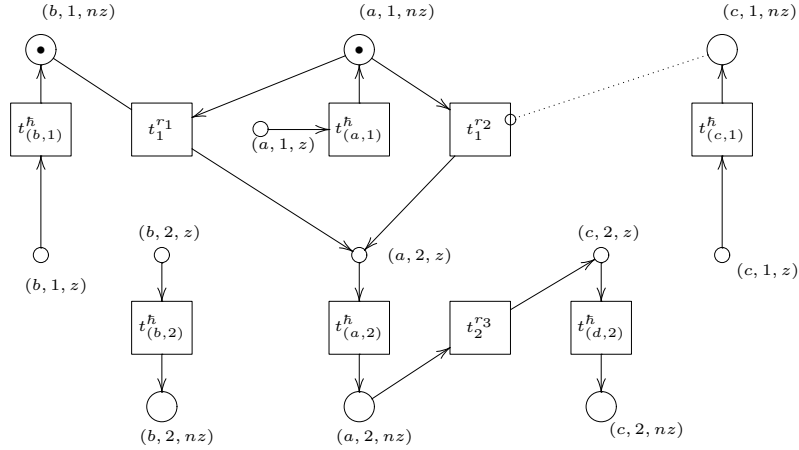 (b, 1, nz)
(a, 1, nz)
(c, 1, nz)
t^ħ_(b,1)
t_1^{r_1}
(a, 1, z)
t^ħ_(a,1)
t_1^{r_2}
t^ħ_(c,1)
(b, 2, z)
(a, 2, z)
(c, 2, z)
(b, 1, z)
(c, 1, z)
t^ħ_(b,2)
t^ħ_(a,2)
t_2^{r_3}
t^ħ_(d,2)
(b, 2, nz)
(a, 2, nz)
(c, 2, nz)